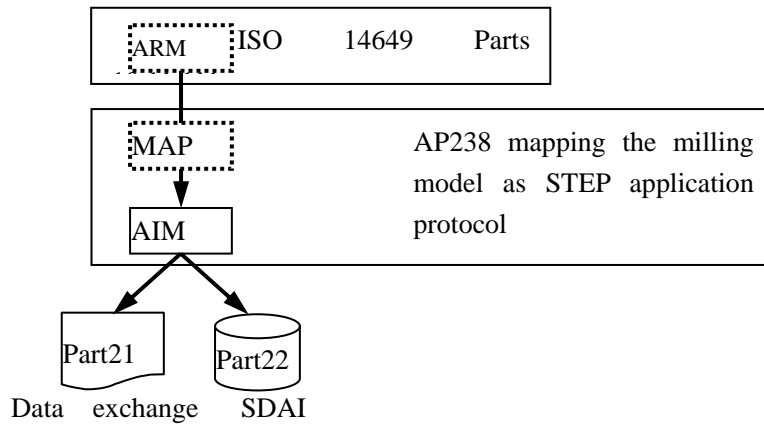 ARM
ISO 14649 Parts
MAP
AP238 mapping the milling
model as STEP application
protocol
AIM
Part21
Part22
Data exchange SDAI